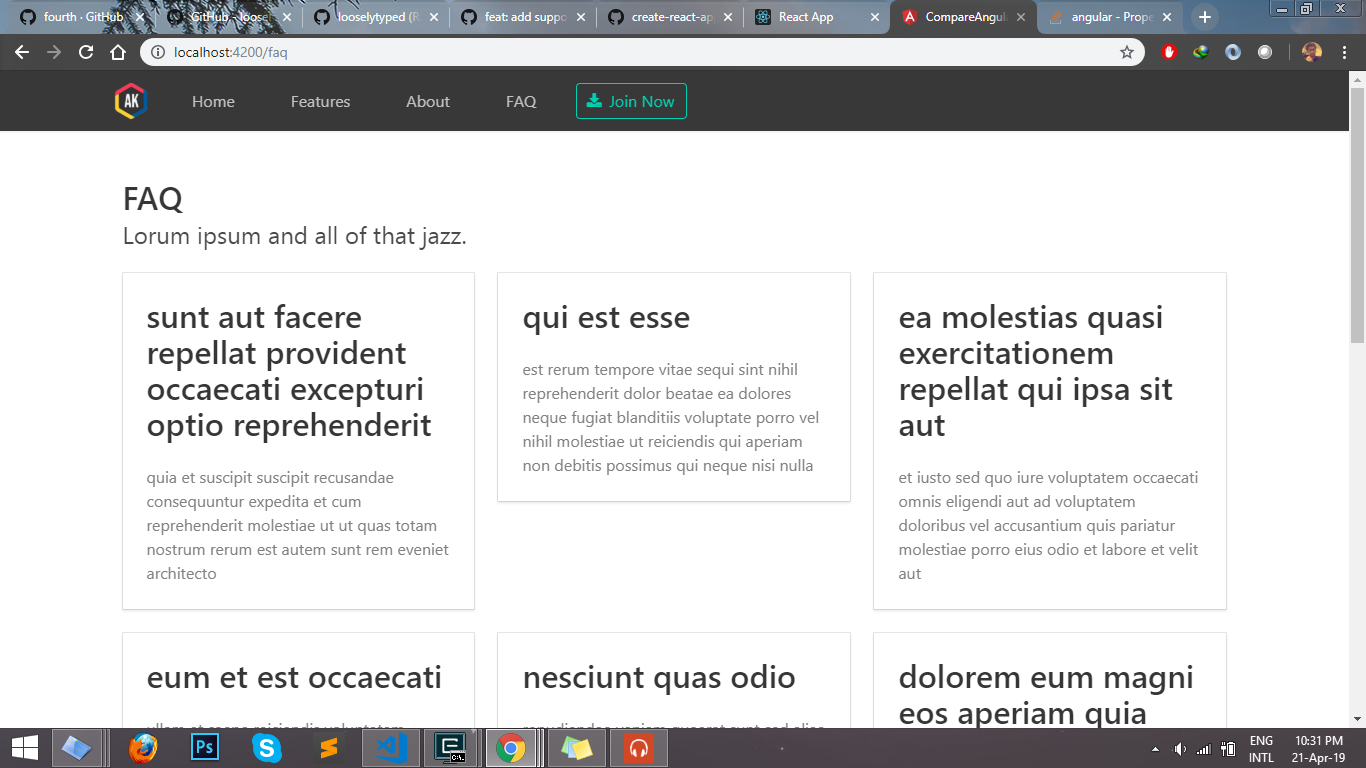 fourth · GitHub
GitHub - loosel
looselytyped (R
feat: add suppo
create-react-ap
React App
CompareAngul
angular - Prope
localhost:4200/faq
AK
Home
Features
About
FAQ
Join Now
FAQ
Lorum ipsum and all of that jazz.
sunt aut facere
repellat provident
occaecati excepturi
optio reprehenderit
quia et suscipit suscipit recusandae
consequuntur expedita et cum
reprehenderit molestiae ut ut quas totam
nostrum rerum est autem sunt rem eveniet
architecto
qui est esse
est rerum tempore vitae sequi sint nihil
reprehenderit dolor beatae ea dolores
neque fugiat blanditiis voluptate porro vel
nihil molestiae ut reiciendis qui aperiam
non debitis possimus qui neque nisi nulla
ea molestias quasi
exercitationem
repellat qui ipsa sit
aut
et iusto sed quo iure voluptatem occaecati
omnis eligendi aut ad voluptatem
doloribus vel accusantium quis pariatur
molestiae porro eius odio et labore et velit
aut
eum et est occaecati
nesciunt quas odio
dolorem eum magni
eos aperiam quia
Ps
C:\.
ENG
INTL
10:31 PM
21-Apr-19